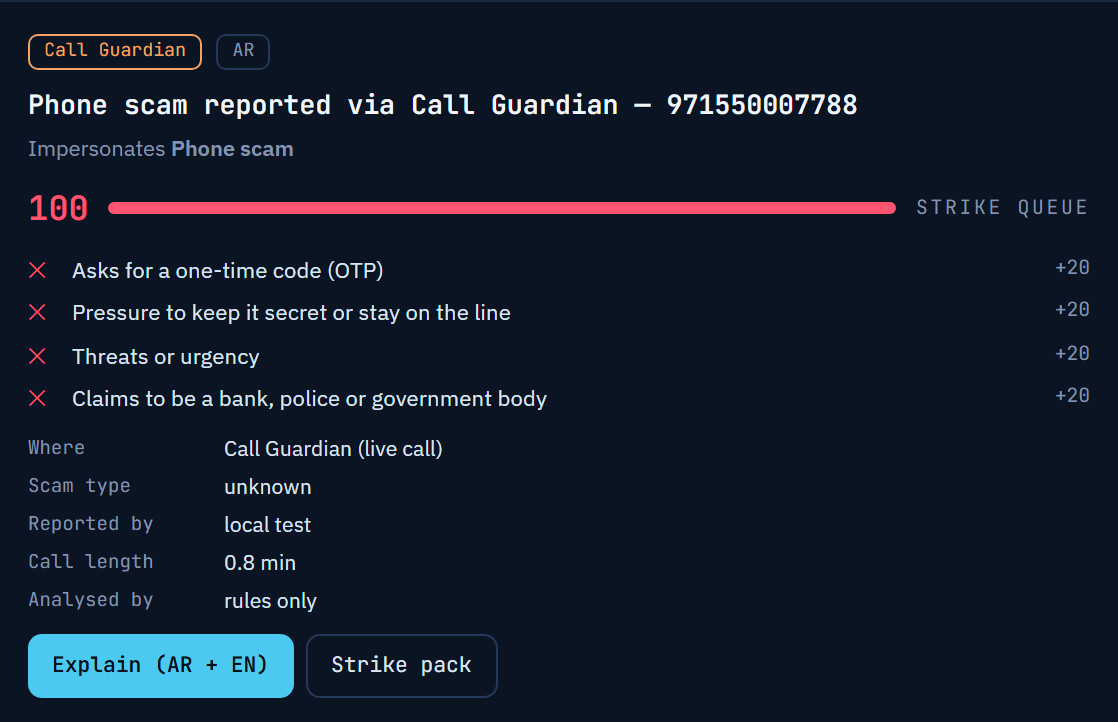 Call Guardian AR
Phone scam reported via Call Guardian — 971550007788
Impersonates Phone scam
100 STRIKE QUEUE
Asks for a one-time code (OTP) +20
Pressure to keep it secret or stay on the line +20
Threats or urgency +20
Claims to be a bank, police or government body +20
Where Call Guardian (live call)
Scam type unknown
Reported by local test
Call length 0.8 min
Analysed by rules only
Explain (AR + EN) Strike pack